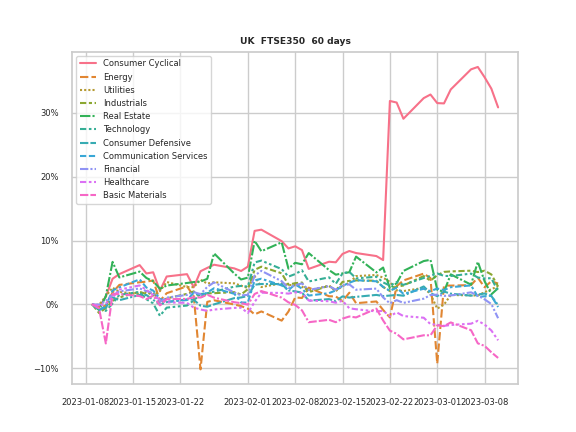 UK  FTSE350  60 days
Consumer Cyclical
Energy
Utilities
Industrials
Real Estate
Technology
Consumer Defensive
Communication Services
Financial
Healthcare
Basic Materials
30%
20%
10%
0%
−10%
2023-01-08 2023-01-15 2023-01-22 2023-02-01 2023-02-08 2023-02-15 2023-02-22 2023-03-01 2023-03-08